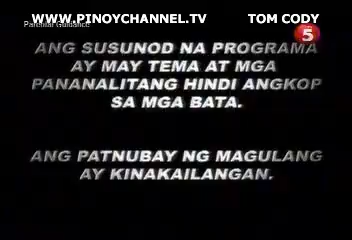 WWW.PINOYCHANNEL.TV TOM CODY
Parental Guidance
5
ANG SUSUNOD NA PROGRAMA
AY MAY TEMA AT MGA
PANANALITANG HINDI ANGKOP
SA MGA BATA.
ANG PATNUBAY NG MAGULANG
AY KINAKAILANGAN.